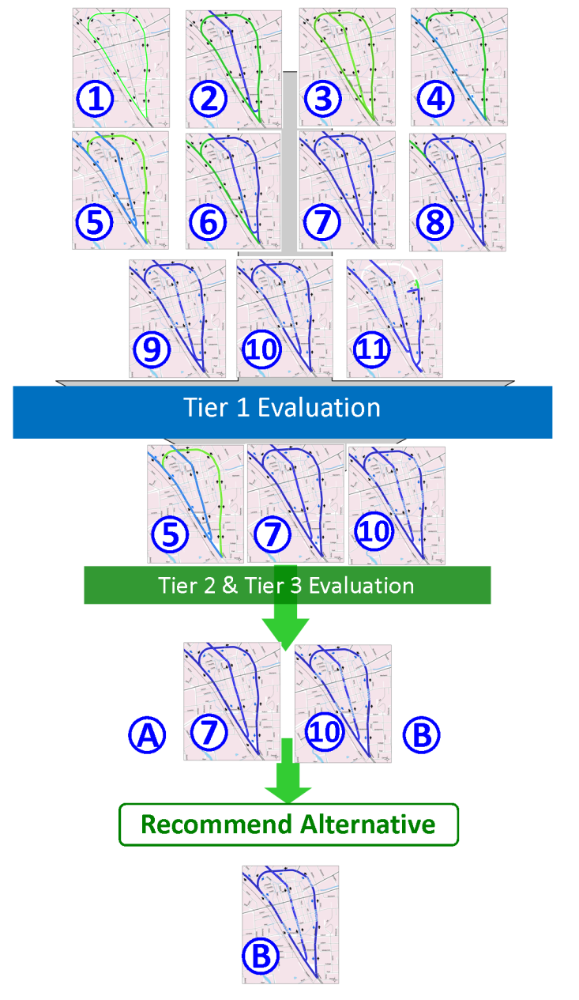 1 2 3 4
5 6 7 8
9 10 11
Tier 1 Evaluation
5 7 10
Tier 2 & Tier 3 Evaluation
A 7 10 B
Recommend Alternative
B